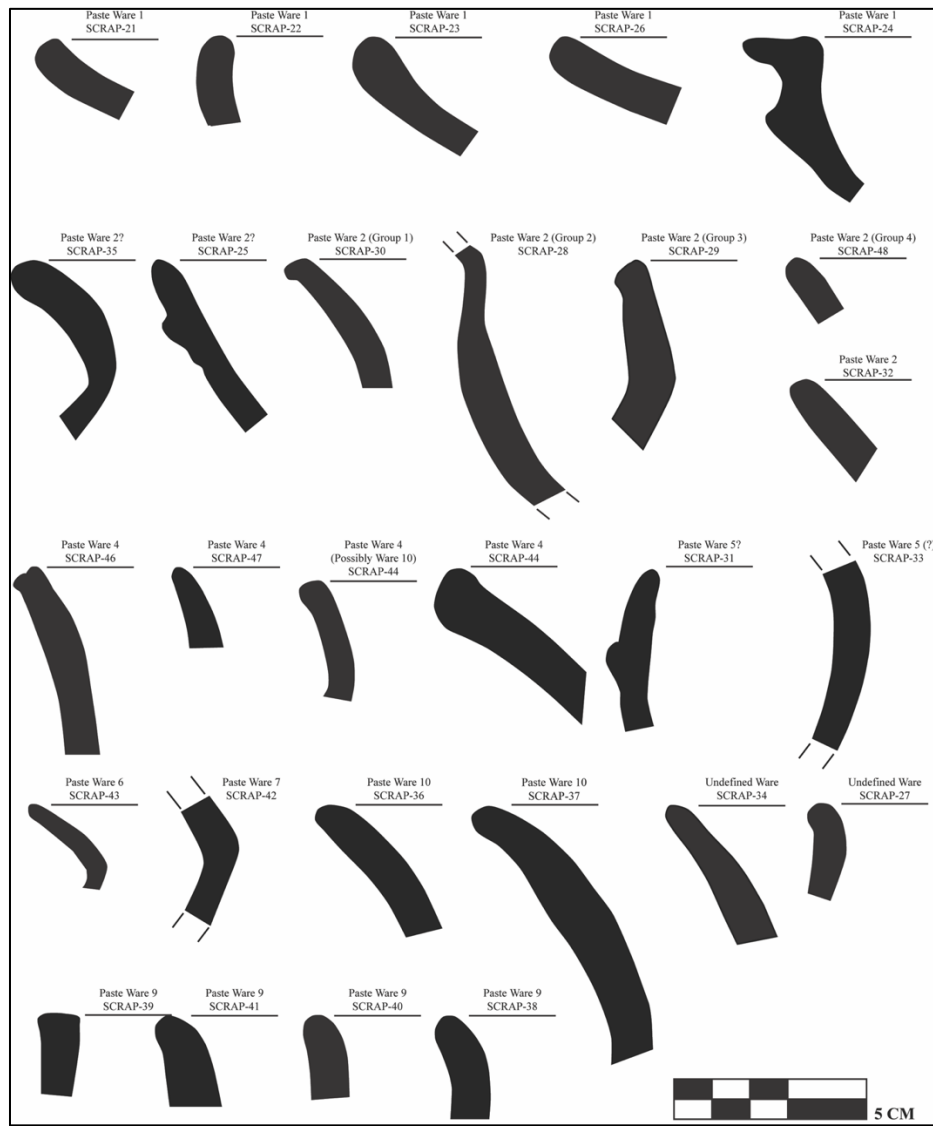 Paste Ware 1
SCRAP-21
Paste Ware 1
SCRAP-22
Paste Ware 1
SCRAP-23
Paste Ware 1
SCRAP-26
Paste Ware 1
SCRAP-24
Paste Ware 2?
SCRAP-35
Paste Ware 2?
SCRAP-25
Paste Ware 2 (Group 1)
SCRAP-30
Paste Ware 2 (Group 2)
SCRAP-28
Paste Ware 2 (Group 3)
SCRAP-29
Paste Ware 2 (Group 4)
SCRAP-48
Paste Ware 2
SCRAP-32
Paste Ware 4
SCRAP-46
Paste Ware 4
SCRAP-47
Paste Ware 4
(Possibly Ware 10)
SCRAP-44
Paste Ware 4
SCRAP-44
Paste Ware 5?
SCRAP-31
Paste Ware 5 (?)
SCRAP-33
Paste Ware 6
SCRAP-43
Paste Ware 7
SCRAP-42
Paste Ware 10
SCRAP-36
Paste Ware 10
SCRAP-37
Undefined Ware
SCRAP-34
Undefined Ware
SCRAP-27
Paste Ware 9
SCRAP-39
Paste Ware 9
SCRAP-41
Paste Ware 9
SCRAP-40
Paste Ware 9
SCRAP-38
5 CM